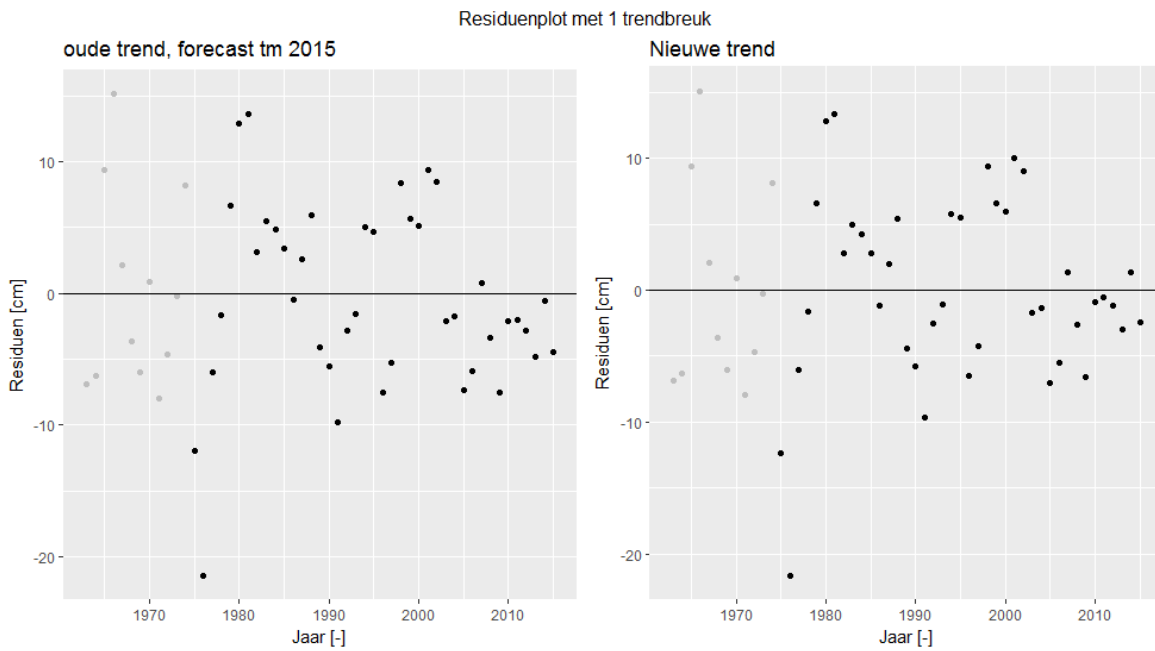 Residuenplot met 1 trendbreuk
oude trend, forecast tm 2015
Residuen [cm]
10
0
-10
-20
1970 1980 1990 2000 2010
Jaar [-]
Nieuwe trend
Residuen [cm]
10
0
-10
-20
1970 1980 1990 2000 2010
Jaar [-]